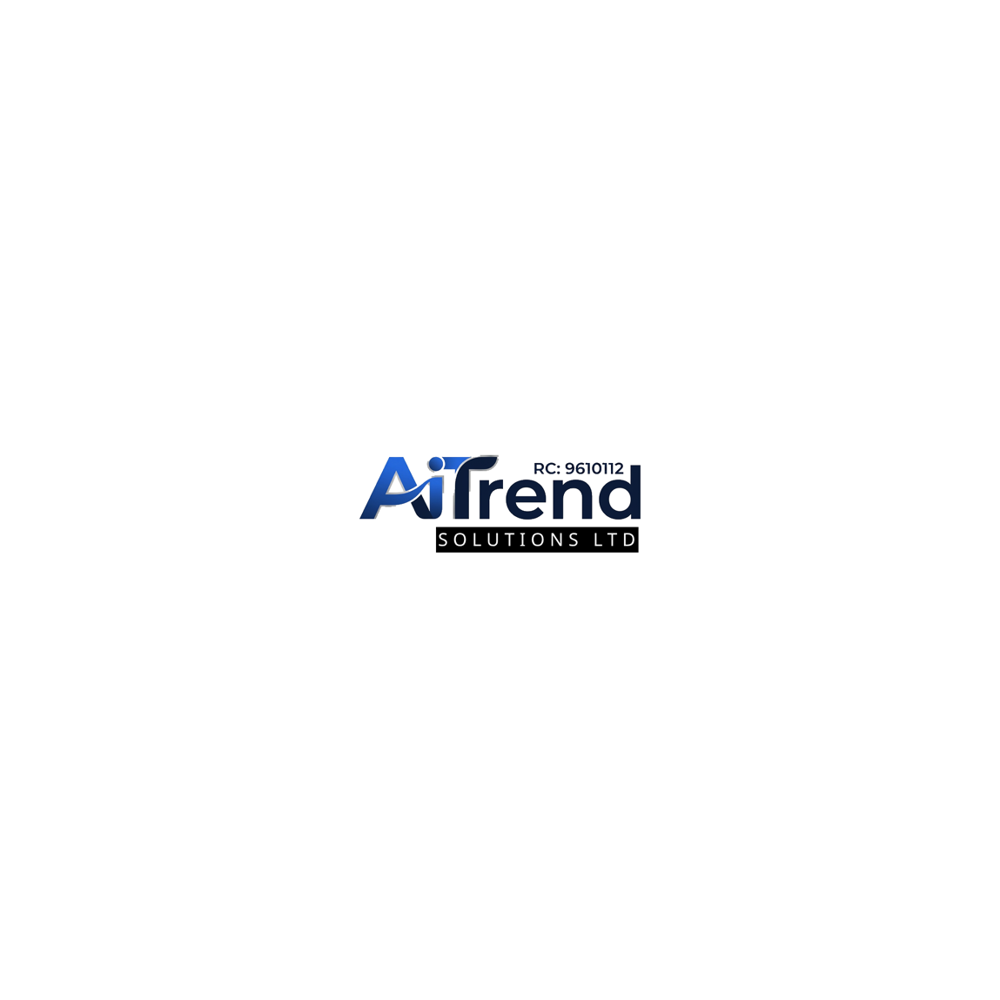 RC: 9610112
AiTrend
SOLUTIONS LTD